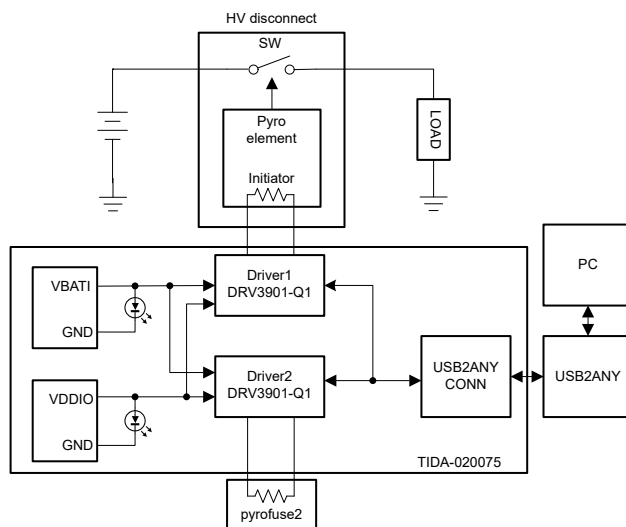 HV disconnect
SW
Pyro
element
Initiator
LOAD
VBATI
GND
Driver1
DRV3901-Q1
PC
VDDIO
GND
Driver2
DRV3901-Q1
USB2ANY
CONN
USB2ANY
TIDA-020075
pyrofuse2